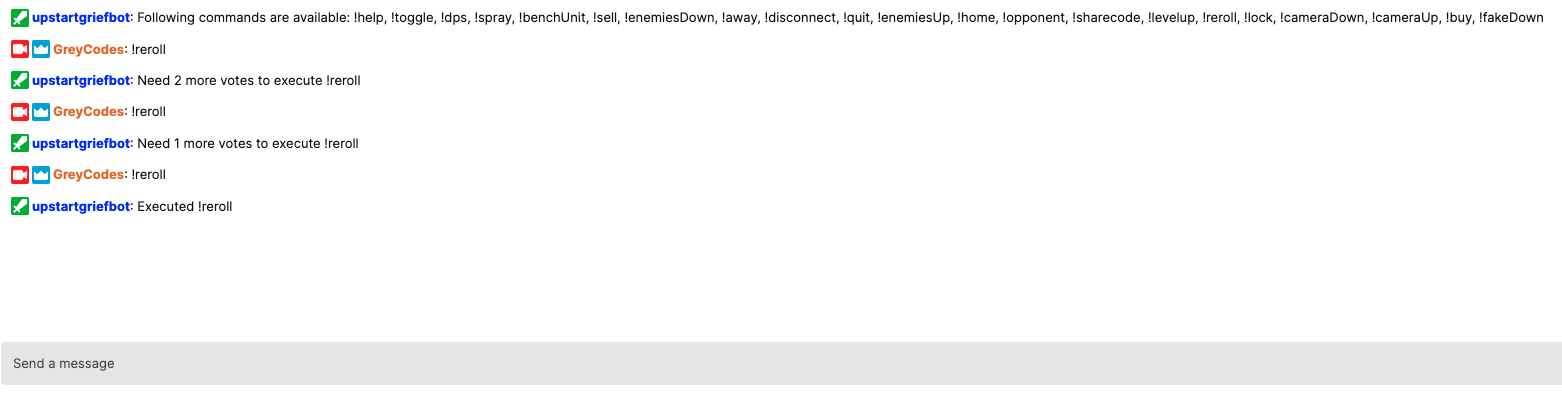 upstartgriefbot: Following commands are available: !help, !toggle, !dps, !spray, !benchUnit, !sell, !enemiesDown, !away, !disconnect, !quit, !enemiesUp, !home, !opponent, !sharecode, !levelup, !reroll, !lock, !cameraDown, !cameraUp, !buy, !fakeDown
GreyCodes: !reroll
upstartgriefbot: Need 2 more votes to execute !reroll
GreyCodes: !reroll
upstartgriefbot: Need 1 more votes to execute !reroll
GreyCodes: !reroll
upstartgriefbot: Executed !reroll
Send a message